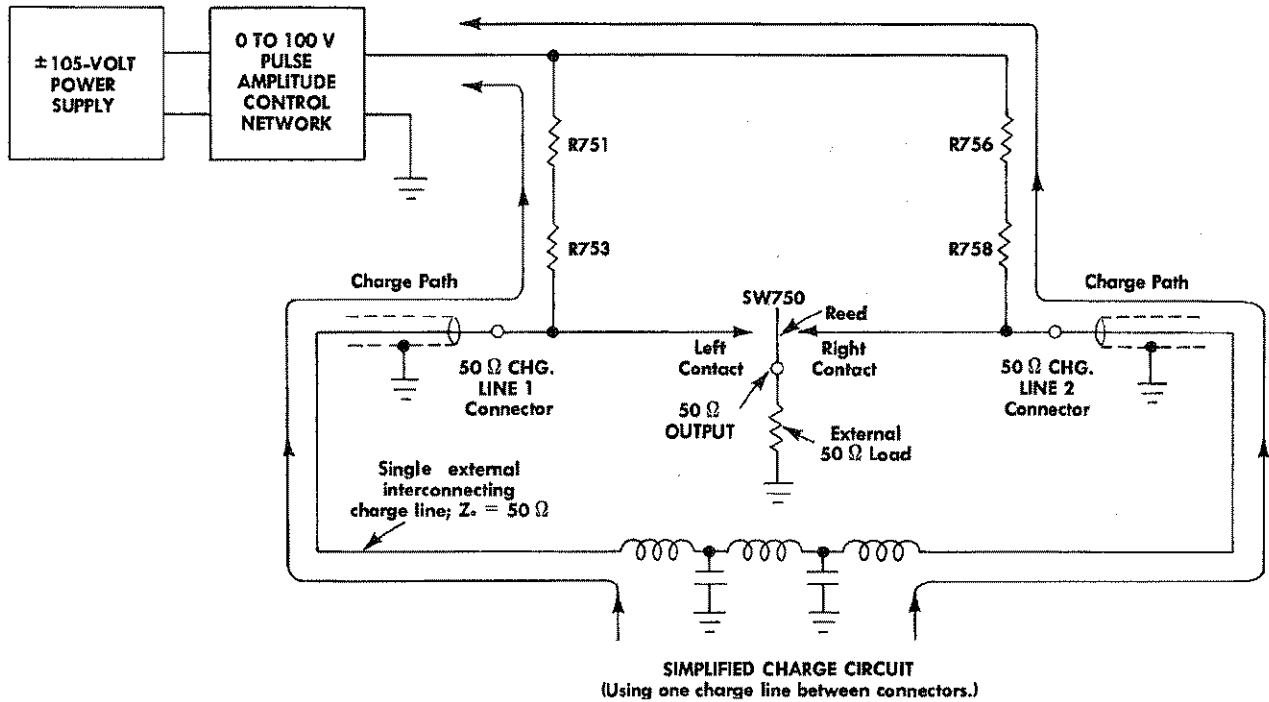 ±105-VOLT
POWER
SUPPLY
0 TO 100 V
PULSE
AMPLITUDE
CONTROL
NETWORK
R751
R756
R753
R758
Charge Path
Charge Path
SW750
Reed
Left
Contact
Right
Contact
50 Ω CHG.
LINE 1
Connector
50 Ω CHG.
LINE 2
Connector
50 Ω
OUTPUT
External
50 Ω Load
Single external
interconnecting
charge line; Z₀ = 50 Ω
SIMPLIFIED CHARGE CIRCUIT
(Using one charge line between connectors.)